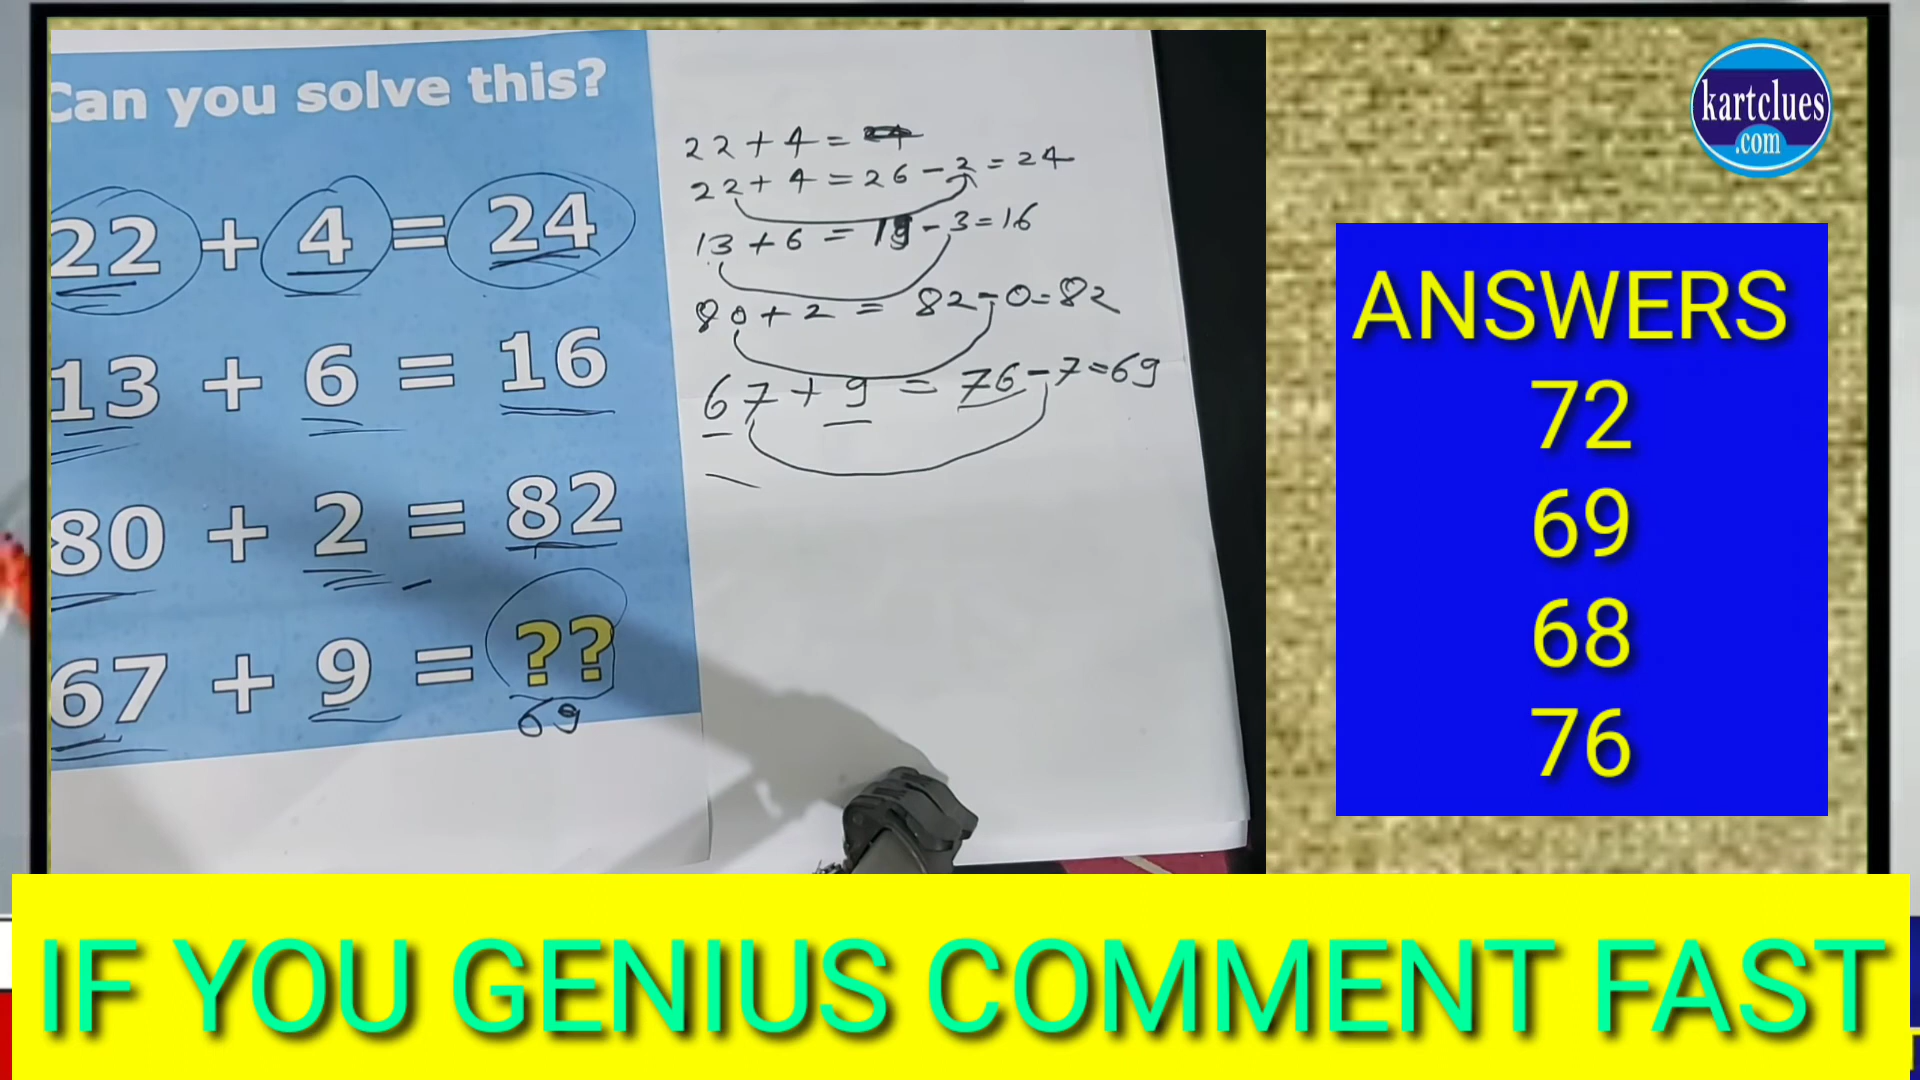 Can you solve this?
22 + 4 = 24
13 + 6 = 16
80 + 2 = 82
67 + 9 = ??
69
22 + 4 =
22 + 4 = 26 - 2 = 24
13 + 6 = 19 - 3 = 16
80 + 2 = 82 - 0 = 82
67 + 9 = 76 - 7 = 69
kartclues
.com
ANSWERS
72
69
68
76
IF YOU GENIUS COMMENT FAST